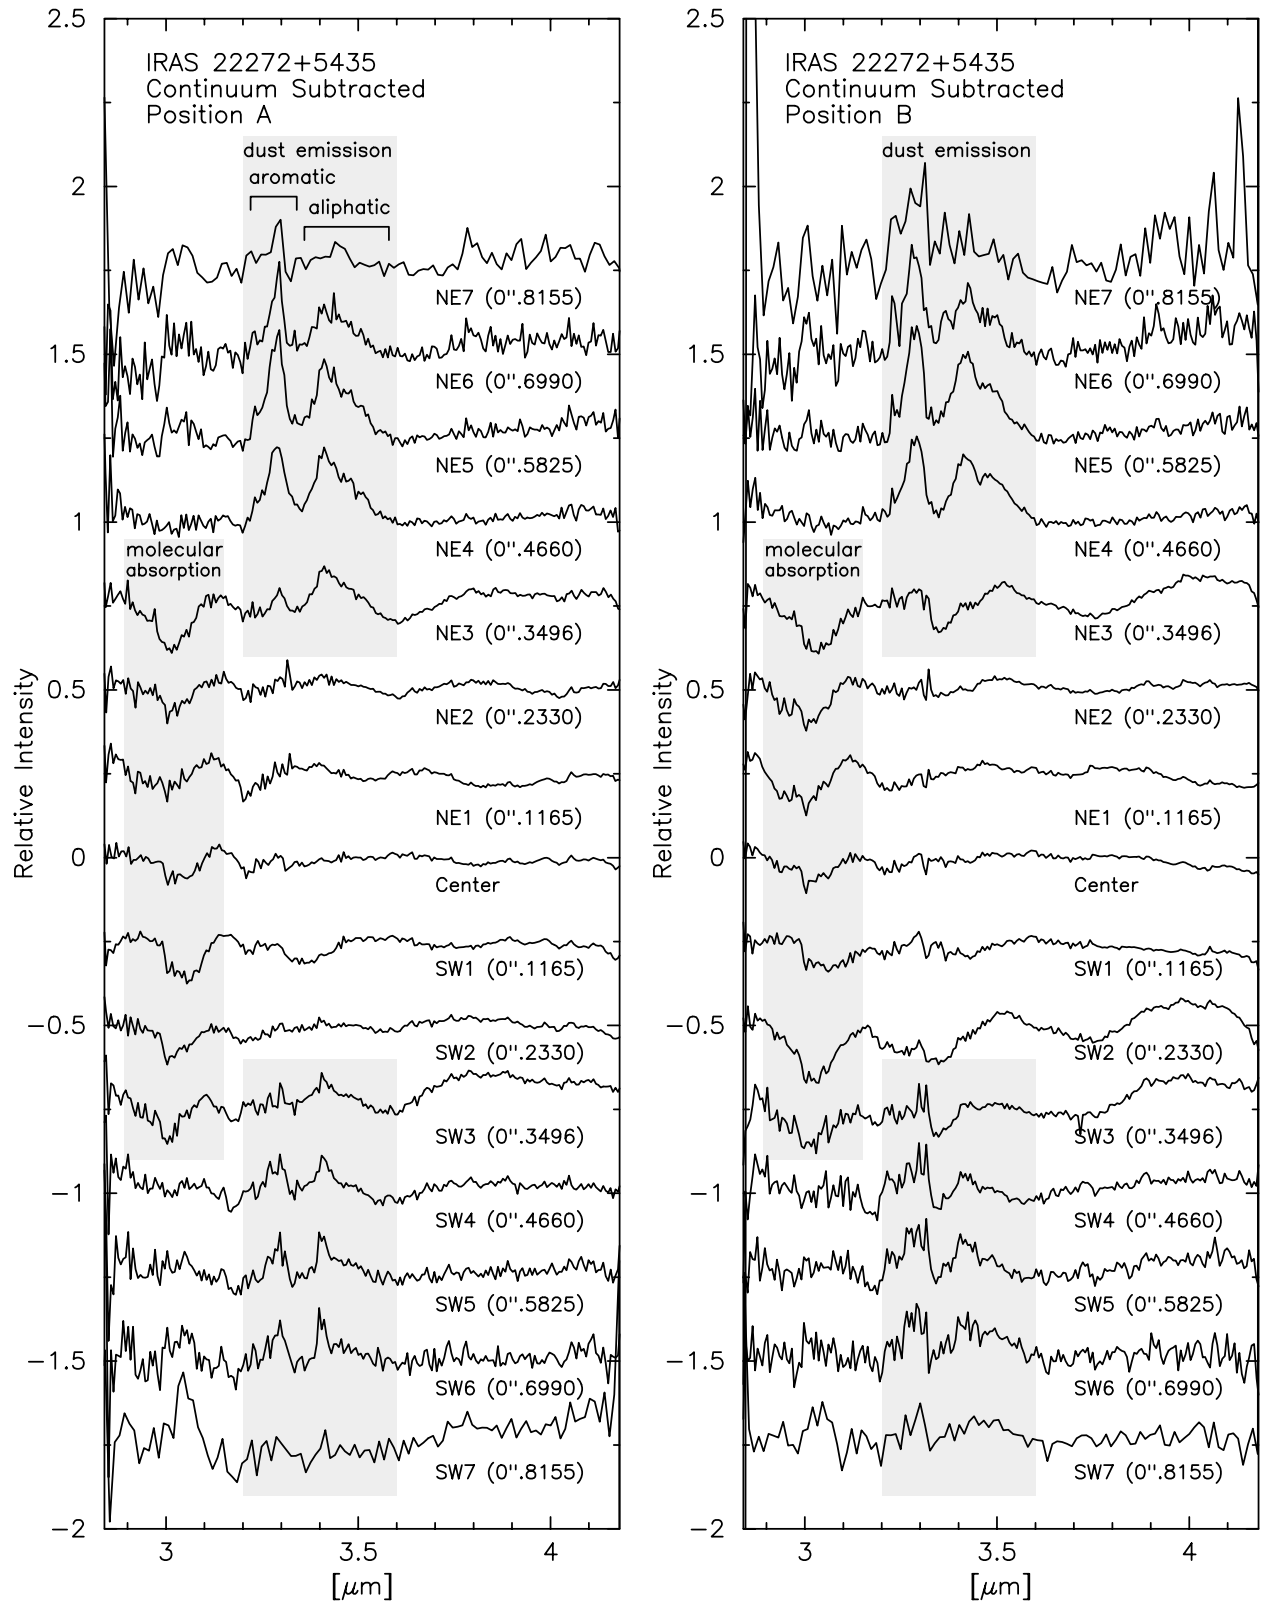 IRAS 22272+5435
Continuum Subtracted
Position A
dust emissison
aromatic
aliphatic
NE7 (0".8155)
NE6 (0".6990)
NE5 (0".5825)
NE4 (0".4660)
molecular
absorption
NE3 (0".3496)
NE2 (0".2330)
NE1 (0".1165)
Center
SW1 (0".1165)
SW2 (0".2330)
SW3 (0".3496)
SW4 (0".4660)
SW5 (0".5825)
SW6 (0".6990)
SW7 (0".8155)
2.5
2
1.5
1
0.5
0
−0.5
−1
−1.5
−2
Relative Intensity
3 3.5 4
[μm]
IRAS 22272+5435
Continuum Subtracted
Position B
dust emissison
NE7 (0".8155)
NE6 (0".6990)
NE5 (0".5825)
NE4 (0".4660)
molecular
absorption
NE3 (0".3496)
NE2 (0".2330)
NE1 (0".1165)
Center
SW1 (0".1165)
SW2 (0".2330)
SW3 (0".3496)
SW4 (0".4660)
SW5 (0".5825)
SW6 (0".6990)
SW7 (0".8155)
2.5
2
1.5
1
0.5
0
−0.5
−1
−1.5
−2
Relative Intensity
3 3.5 4
[μm]